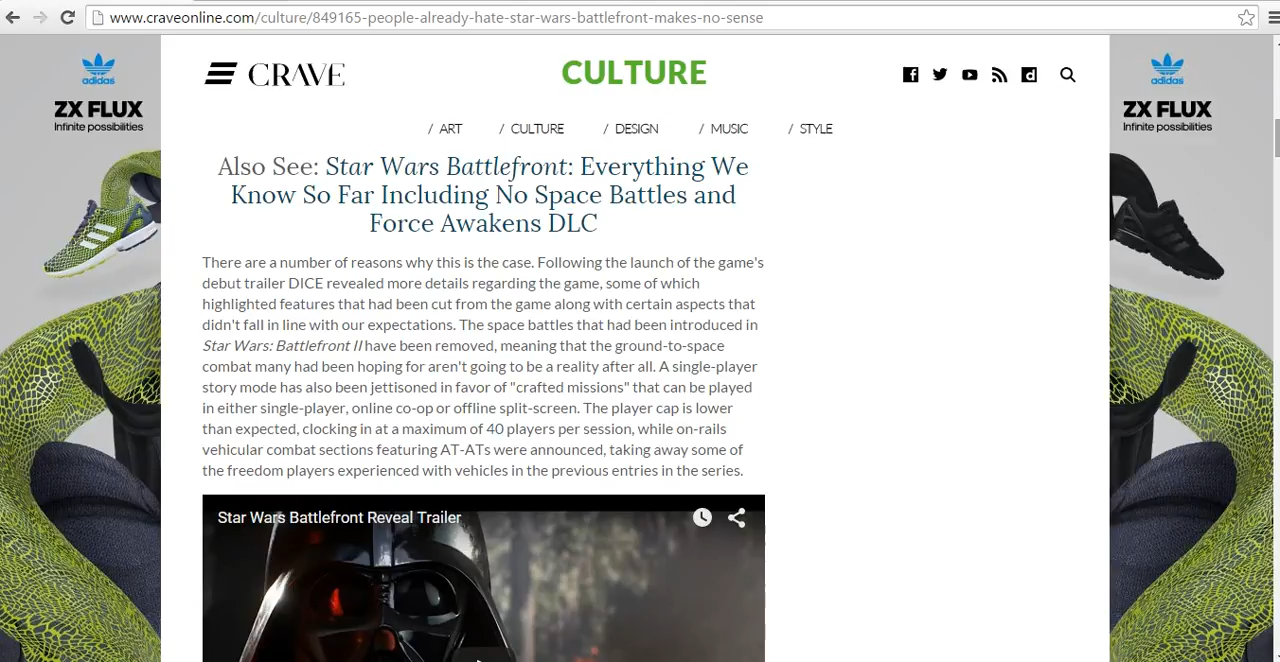 www.craveonline.com/culture/849165-people-already-hate-star-wars-battlefront-makes-no-sense
adidas
ZX FLUX
Infinite possibilities
CRAVE
CULTURE
adidas
ZX FLUX
Infinite possibilities
/ ART / CULTURE / DESIGN / MUSIC / STYLE
Also See: Star Wars Battlefront: Everything We
Know So Far Including No Space Battles and
Force Awakens DLC
There are a number of reasons why this is the case. Following the launch of the game's
debut trailer DICE revealed more details regarding the game, some of which
highlighted features that had been cut from the game along with certain aspects that
didn't fall in line with our expectations. The space battles that had been introduced in
Star Wars: Battlefront II have been removed, meaning that the ground-to-space
combat many had been hoping for aren't going to be a reality after all. A single-player
story mode has also been jettisoned in favor of "crafted missions" that can be played
in either single-player, online co-op or offline split-screen. The player cap is lower
than expected, clocking in at a maximum of 40 players per session, while on-rails
vehicular combat sections featuring AT-ATs were announced, taking away some of
the freedom players experienced with vehicles in the previous entries in the series.
Star Wars Battlefront Reveal Trailer